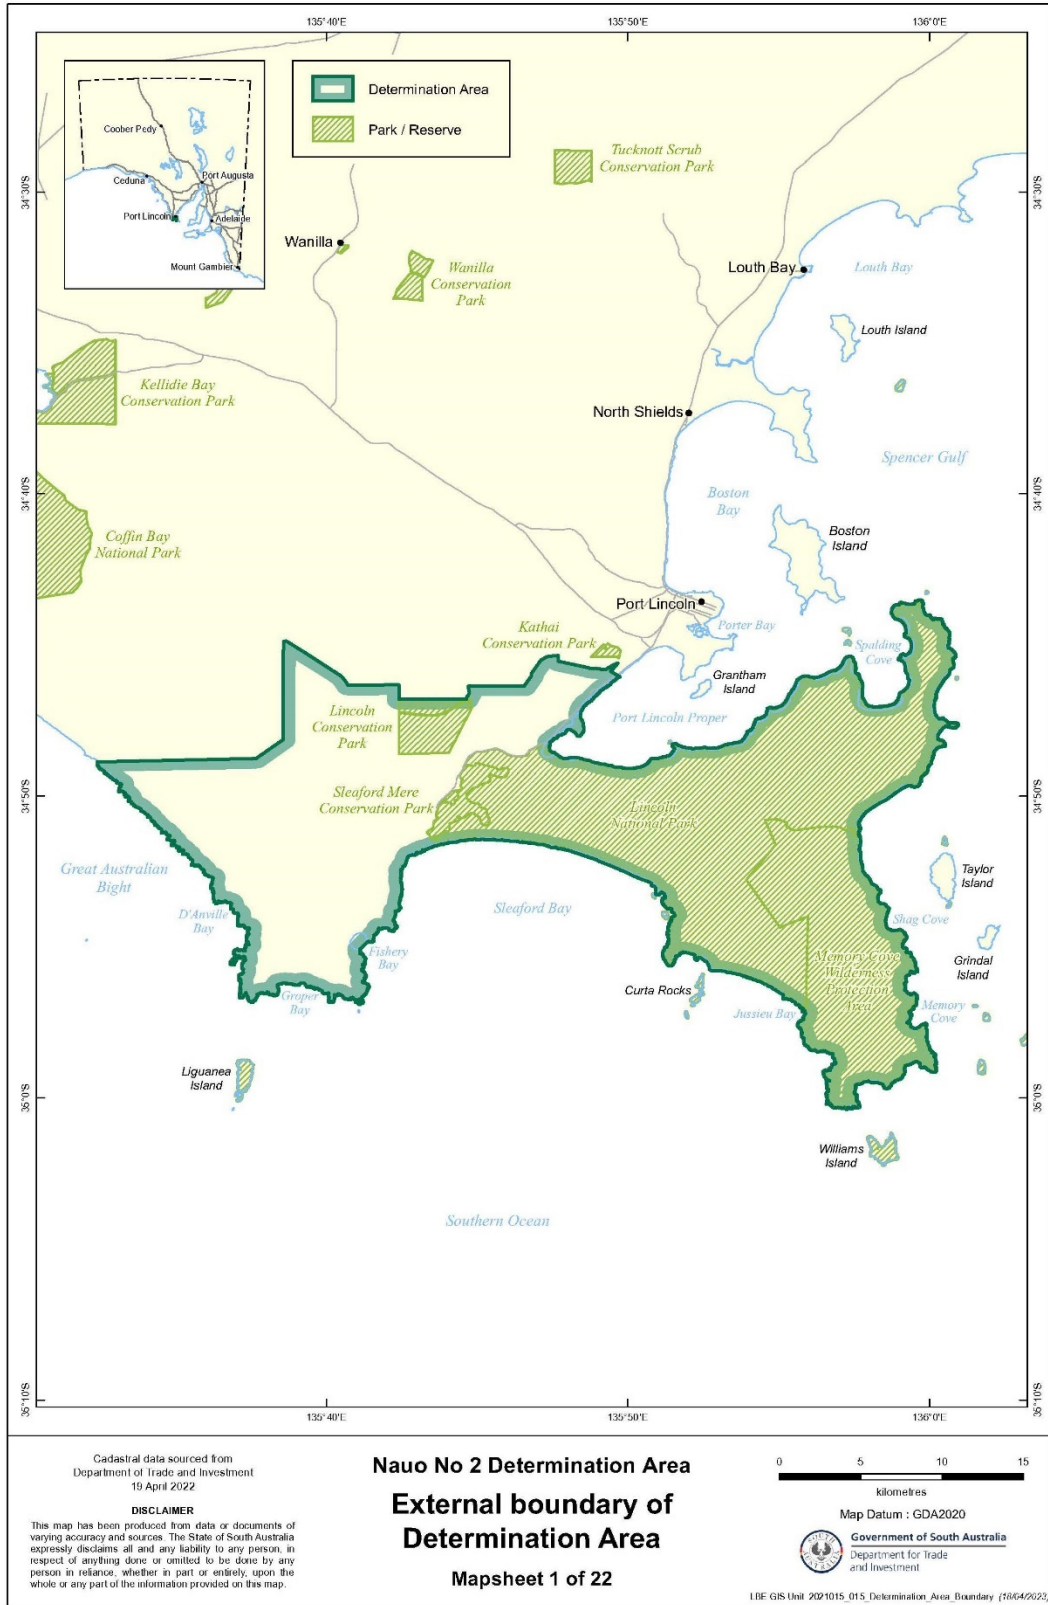 135°40'E
135°50'E
136°0'E
Determination Area
Park / Reserve
Coober Pedy
Ceduna
Port Augusta
Port Lincoln
Adelaide
Mount Gambier
Tucknott Scrub
Conservation Park
34°30'S
34°30'S
Wanilla
Wanilla
Conservation
Park
Louth Bay
Louth Bay
Louth Island
Kellidie Bay
Conservation Park
North Shields
Spencer Gulf
34°40'S
34°40'S
Boston
Bay
Coffin Bay
National Park
Boston
Island
Port Lincoln
Porter Bay
Kathai
Conservation Park
Spalding
Cove
Grantham
Island
Port Lincoln Proper
Lincoln
Conservation
Park
Sleaford Mere
Conservation Park
34°50'S
34°50'S
Lincoln
National Park
Great Australian
Bight
Taylor
Island
D'Anville
Bay
Sleaford Bay
Shag Cove
Fishery
Bay
Grindal
Island
Memory Cove
Wilderness
Protection
Area
Curta Rocks
Groper
Bay
Jussieu Bay
Memory
Cove
Liguanea
Island
35°0'S
35°0'S
Williams
Island
Southern Ocean
35°10'S
35°10'S
135°40'E
135°50'E
136°0'E
Cadastral data sourced from
Department of Trade and Investment
19 April 2022
DISCLAIMER
This map has been produced from data or documents of
varying accuracy and sources. The State of South Australia
expressly disclaims all and any liability to any person, in
respect of anything done or omitted to be done by any
person in reliance, whether in part or entirely, upon the
whole or any part of the information provided on this map.
Nauo No 2 Determination Area
External boundary of
Determination Area
Mapsheet 1 of 22
0 5 10 15
kilometres
Map Datum : GDA2020
Government of South Australia
Department for Trade
and Investment
LBE GIS Unit 2021015_015_Determination_Area_Boundary (18/04/2023)